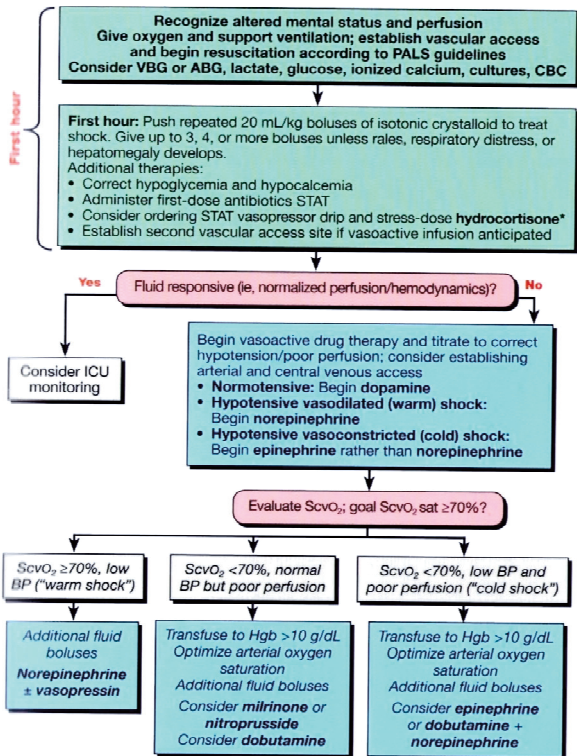 Recognize altered mental status and perfusion
Give oxygen and support ventilation; establish vascular access
and begin resuscitation according to PALS guidelines
Consider VBG or ABG, lactate, glucose, ionized calcium, cultures, CBC
First hour
First hour: Push repeated 20 mL/kg boluses of isotonic crystalloid to treat
shock. Give up to 3, 4, or more boluses unless rales, respiratory distress, or
hepatomegaly develops.
Additional therapies:
• Correct hypoglycemia and hypocalcemia
• Administer first-dose antibiotics STAT
• Consider ordering STAT vasopressor drip and stress-dose hydrocortisone*
• Establish second vascular access site if vasoactive infusion anticipated
Yes
Fluid responsive (ie, normalized perfusion/hemodynamics)?
No
Consider ICU
monitoring
Begin vasoactive drug therapy and titrate to correct
hypotension/poor perfusion; consider establishing
arterial and central venous access
• Normotensive: Begin dopamine
• Hypotensive vasodilated (warm) shock:
Begin norepinephrine
• Hypotensive vasoconstricted (cold) shock:
Begin epinephrine rather than norepinephrine
Evaluate ScvO₂; goal ScvO₂ sat ≥70%?
ScvO₂ ≥70%, low
BP ("warm shock")
ScvO₂ <70%, normal
BP but poor perfusion
ScvO₂ <70%, low BP and
poor perfusion ("cold shock")
Additional fluid
boluses
Norepinephrine
± vasopressin
Transfuse to Hgb >10 g/dL
Optimize arterial oxygen
saturation
Additional fluid boluses
Consider milrinone or
nitroprusside
Consider dobutamine
Transfuse to Hgb >10 g/dL
Optimize arterial oxygen
saturation
Additional fluid boluses
Consider epinephrine
or dobutamine +
norepinephrine